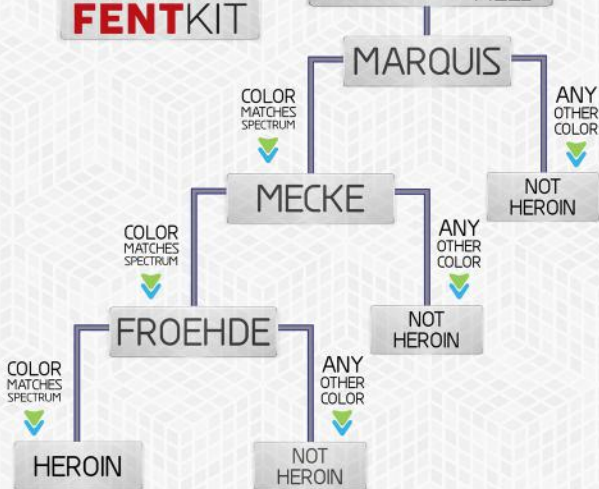 FENTKIT
MARQUIS
COLOR
MATCHES
SPECTRUM
ANY
OTHER
COLOR
MECKE
NOT
HEROIN
COLOR
MATCHES
SPECTRUM
ANY
OTHER
COLOR
FROEHDE
NOT
HEROIN
COLOR
MATCHES
SPECTRUM
ANY
OTHER
COLOR
HEROIN
NOT
HEROIN